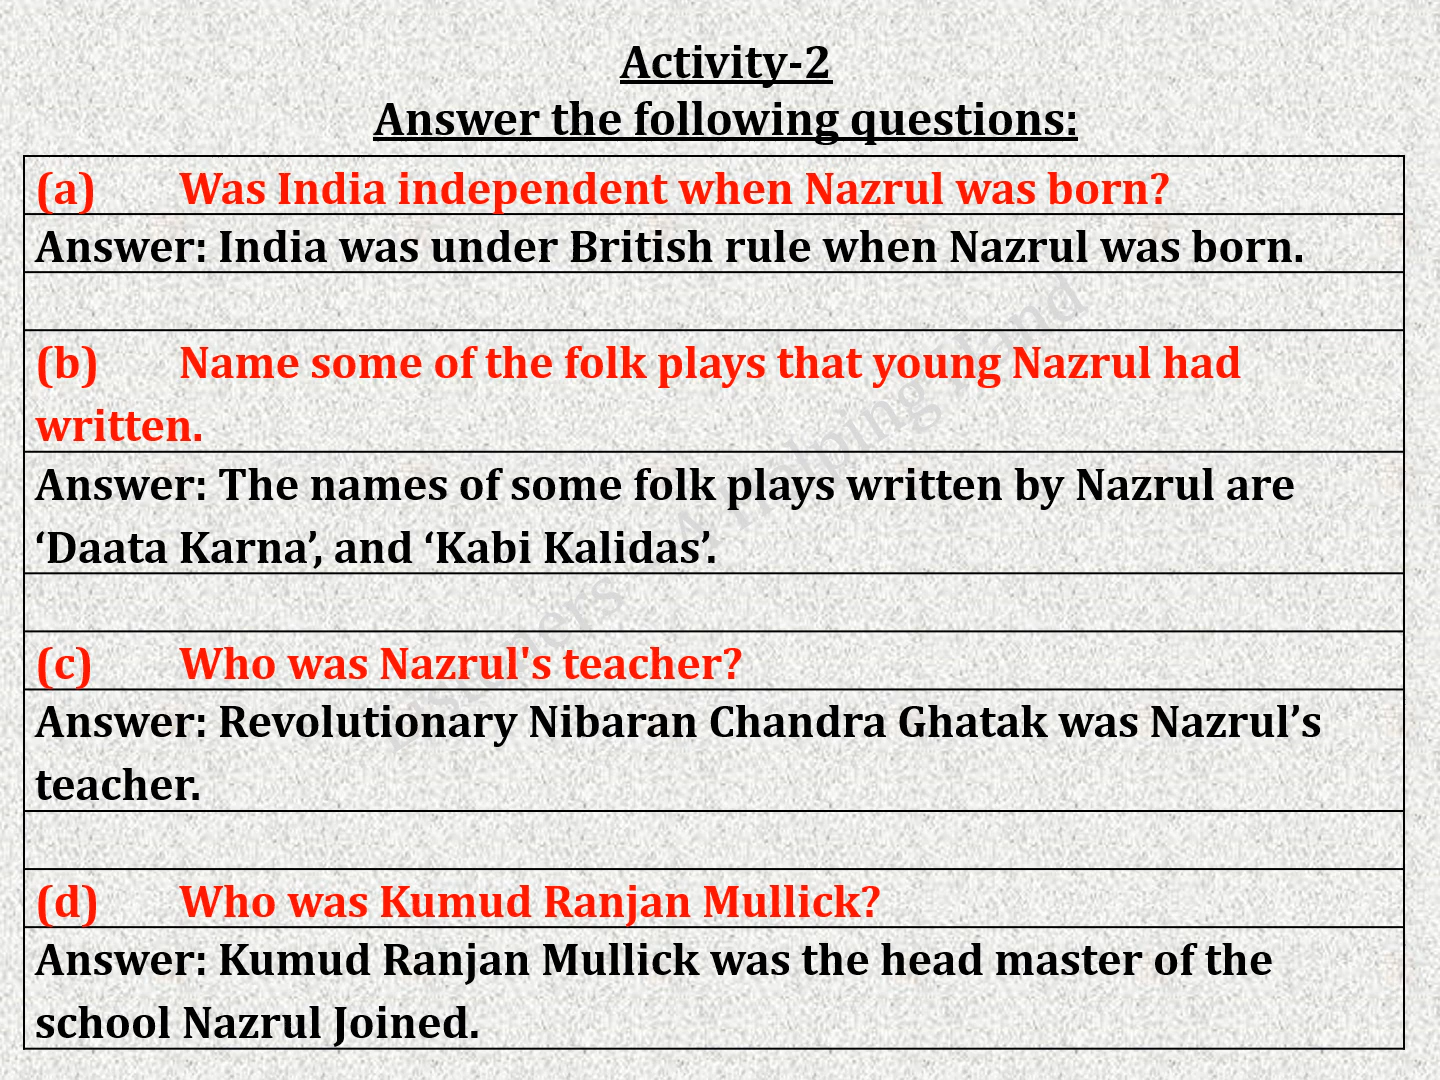 Activity-2
Answer the following questions:
(a) Was India independent when Nazrul was born?
Answer: India was under British rule when Nazrul was born.
(b) Name some of the folk plays that young Nazrul had
written.
Answer: The names of some folk plays written by Nazrul are
‘Daata Karna’, and ‘Kabi Kalidas’.
(c) Who was Nazrul's teacher?
Answer: Revolutionary Nibaran Chandra Ghatak was Nazrul’s
teacher.
(d) Who was Kumud Ranjan Mullick?
Answer: Kumud Ranjan Mullick was the head master of the
school Nazrul Joined.